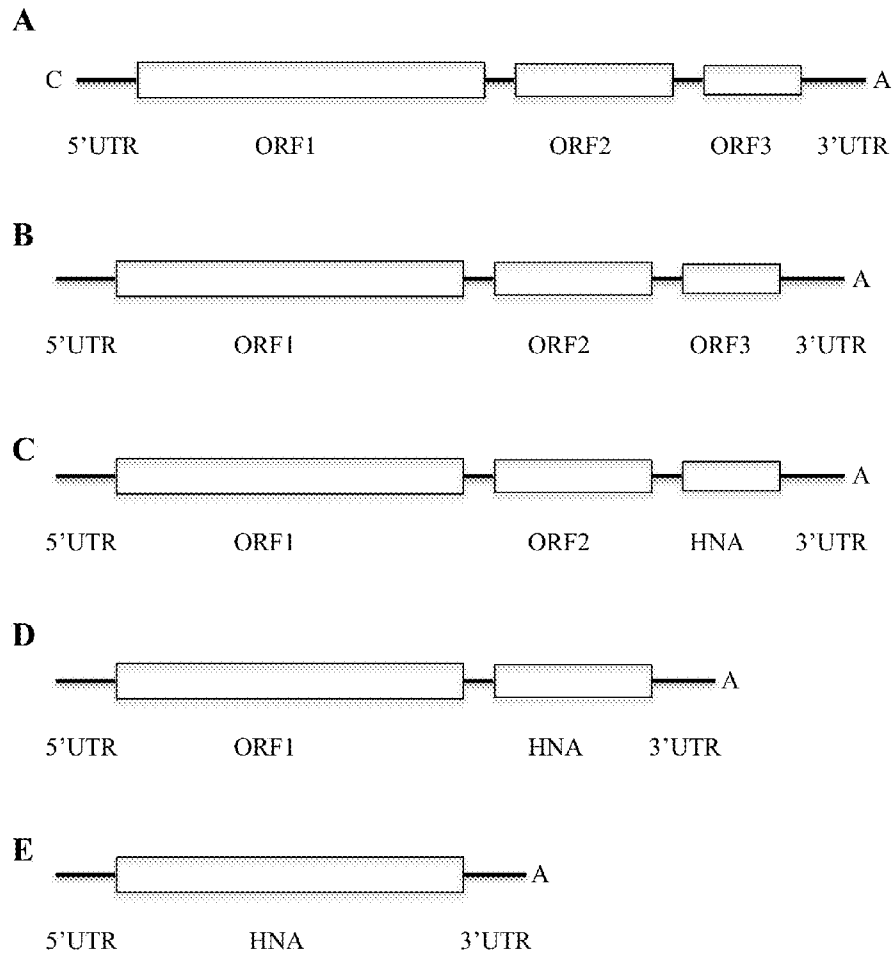 A
C A
5’UTR ORF1 ORF2 ORF3 3’UTR
B
A
5’UTR ORF1 ORF2 ORF3 3’UTR
C
A
5’UTR ORF1 ORF2 HNA 3’UTR
D
A
5’UTR ORF1 HNA 3’UTR
E
A
5’UTR HNA 3’UTR